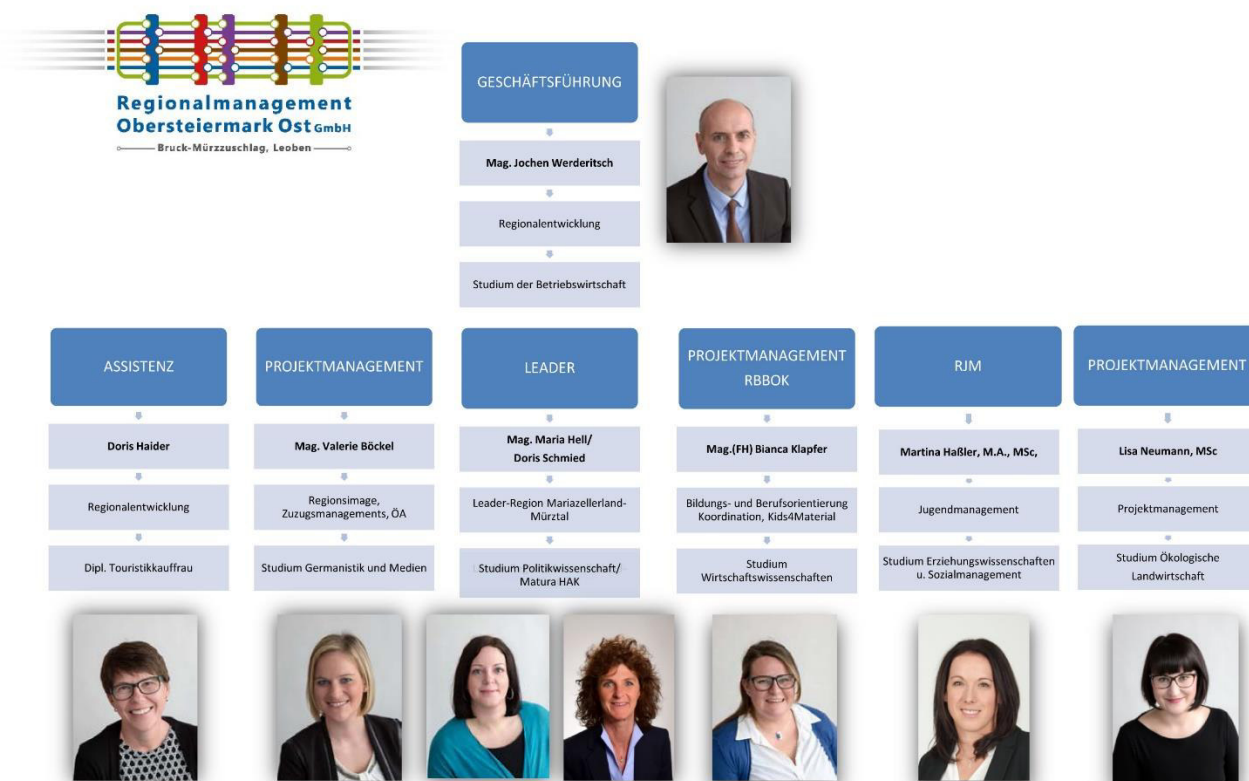 Regionalmanagement
Obersteiermark Ost GmbH
Bruck-Mürzzuschlag, Leoben
GESCHÄFTSFÜHRUNG
Mag. Jochen Werderitsch
Regionalentwicklung
Studium der Betriebswirtschaft
ASSISTENZ
Doris Haider
Regionalentwicklung
Dipl. Touristikkauffrau
PROJEKTMANAGEMENT
Mag. Valerie Böckel
Regionsimage,
Zuzugsmanagements, ÖA
Studium Germanistik und Medien
LEADER
Mag. Maria Hell/
Doris Schmied
Leader-Region Mariazellerland-
Mürztal
Studium Politikwissenschaft/
Matura HAK
PROJEKTMANAGEMENT
RBBOK
Mag.(FH) Bianca Klapfer
Bildungs- und Berufsorientierung
Koordination, Kids4Material
Studium
Wirtschaftswissenschaften
RJM
Martina Haßler, M.A., MSc,
Jugendmanagement
Studium Erziehungswissenschaften
u. Sozialmanagement
PROJEKTMANAGEMENT
Lisa Neumann, MSc
Projektmanagement
Studium Ökologische
Landwirtschaft